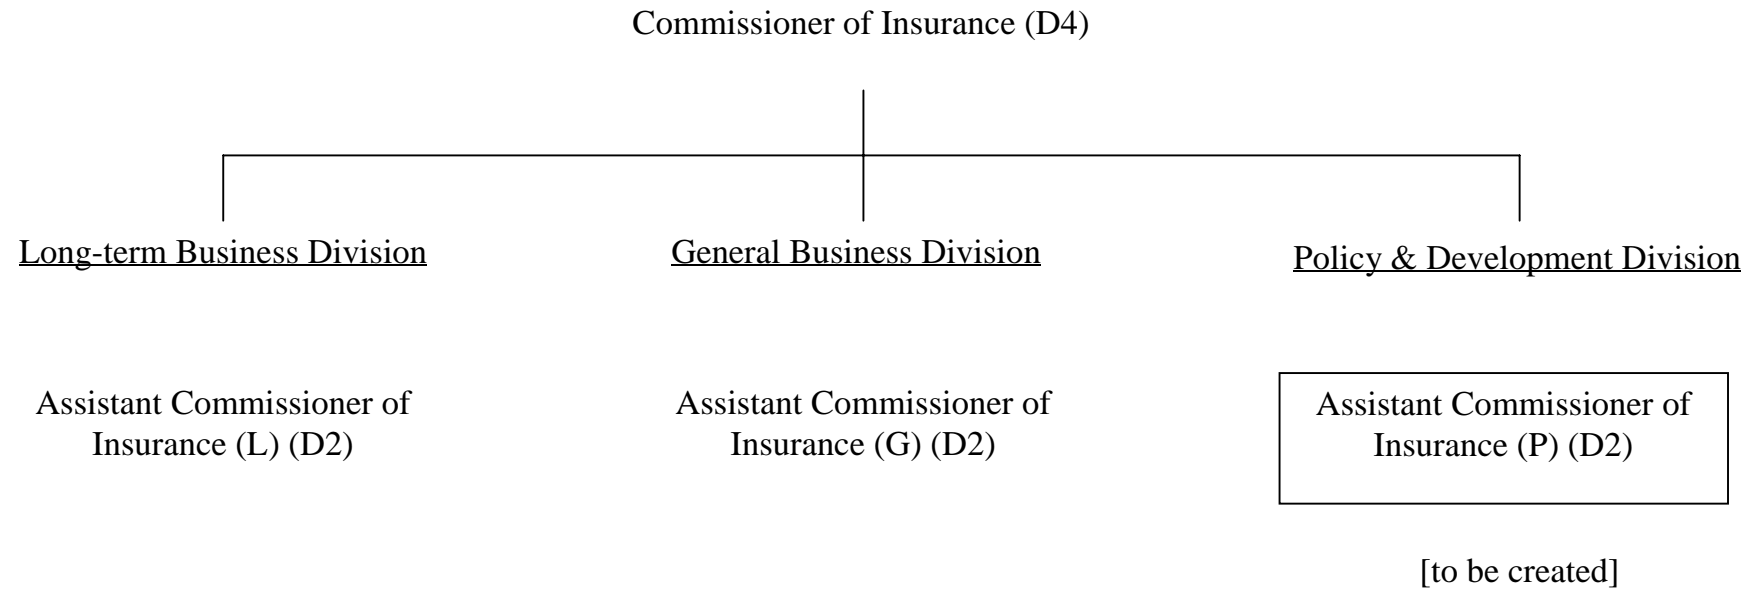 Commissioner of Insurance (D4)
Long-term Business Division
General Business Division
Policy & Development Division
Assistant Commissioner of
Insurance (L) (D2)
Assistant Commissioner of
Insurance (G) (D2)
Assistant Commissioner of
Insurance (P) (D2)
[to be created]